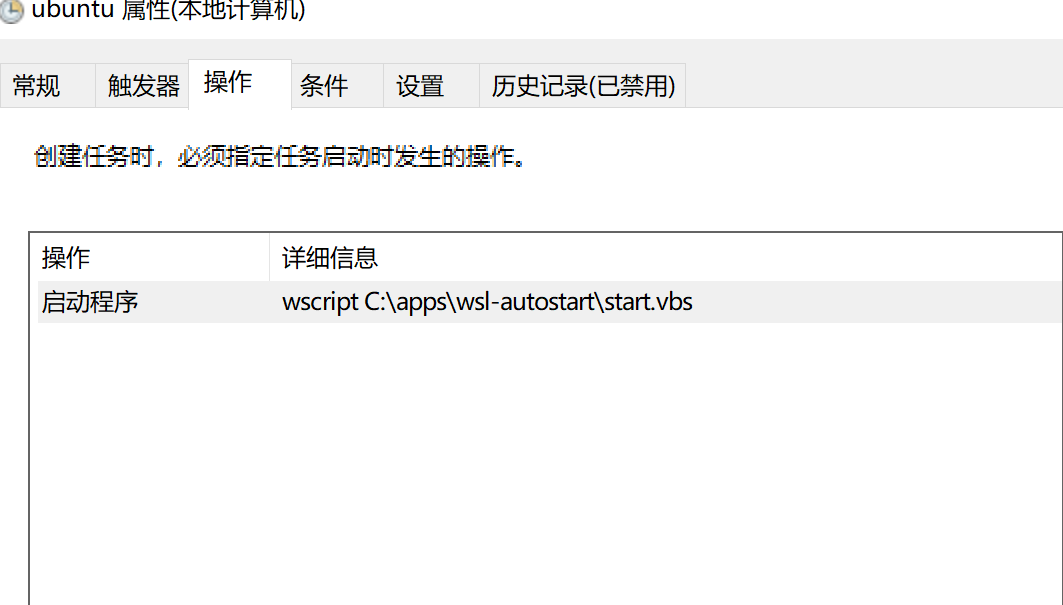 ubuntu 属性(本地计算机)
常规 触发器 操作 条件 设置 历史记录(已禁用)
创建任务时，必须指定任务启动时发生的操作。
操作 详细信息
启动程序 wscript C:\apps\wsl-autostart\start.vbs